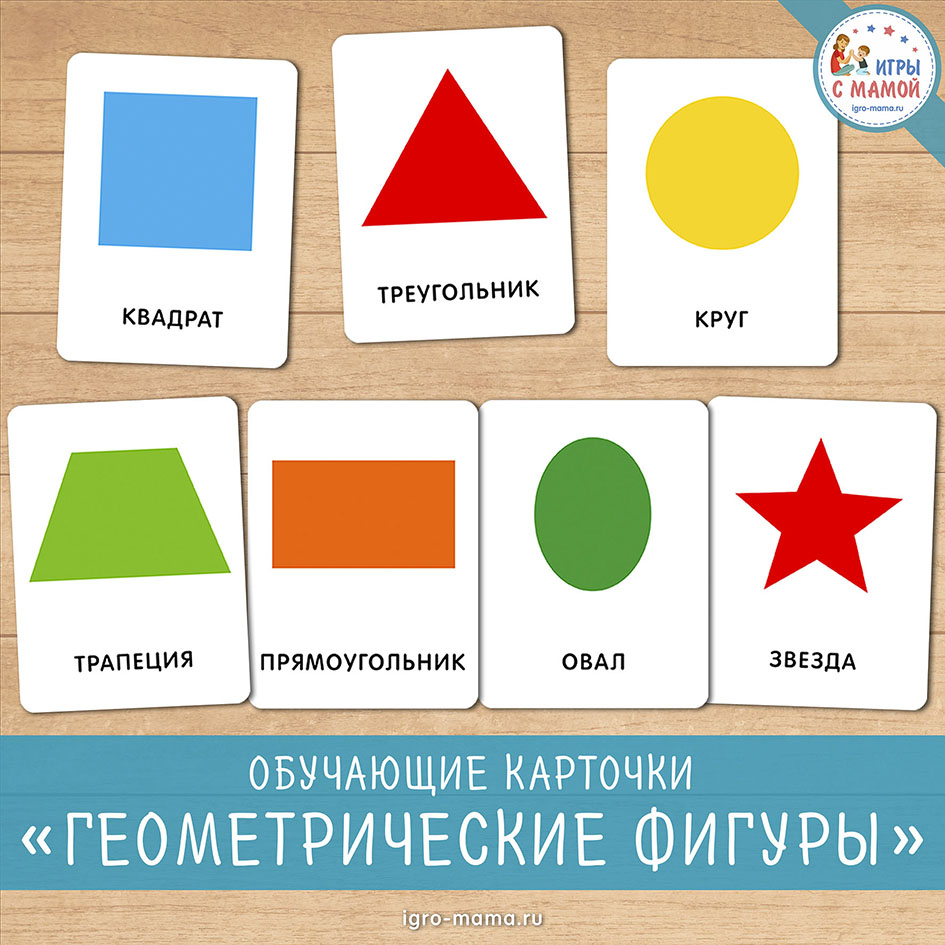 ИГРЫ
С МАМОЙ
igro-mama.ru
КВАДРАТ
ТРЕУГОЛЬНИК
КРУГ
ТРАПЕЦИЯ
ПРЯМОУГОЛЬНИК
ОВАЛ
ЗВЕЗДА
ОБУЧАЮЩИЕ КАРТОЧКИ
«ГЕОМЕТРИЧЕСКИЕ ФИГУРЫ»
igro-mama.ru